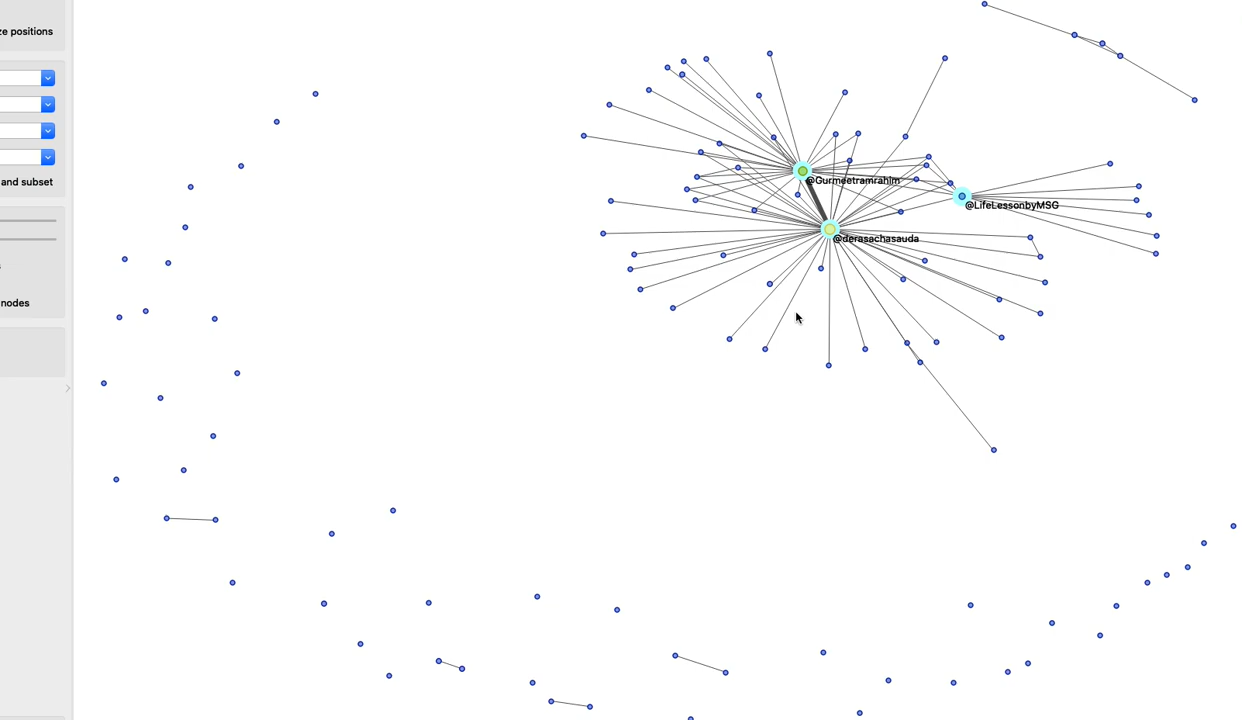 ze positions
and subset
nodes
@Gurmeetramrahim
@LifeLessonbyMSG
@derasachasauda